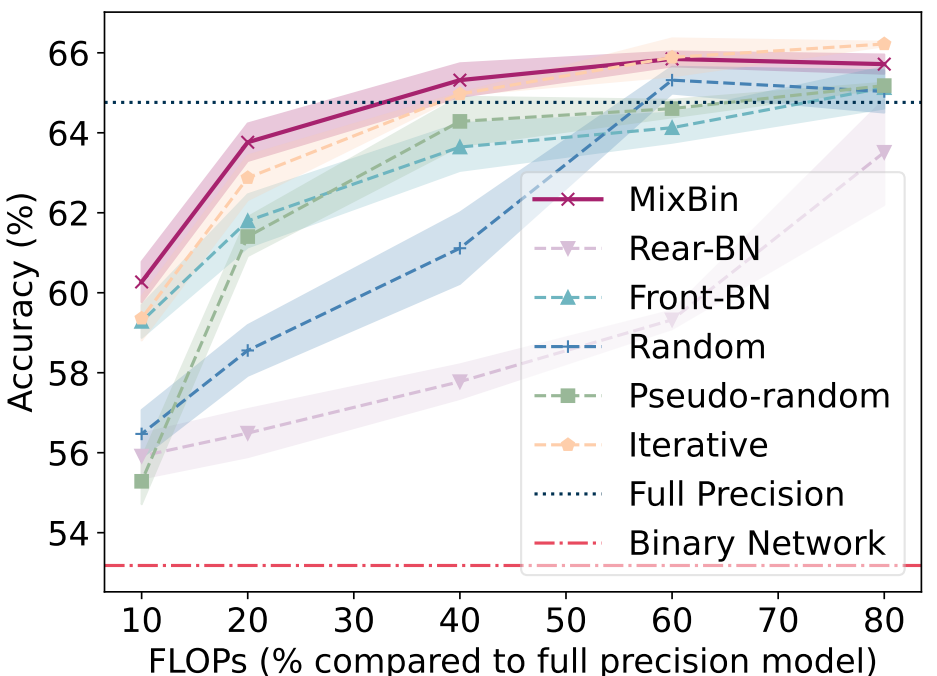 66
64
62
60
58
56
54
Accuracy (%)
MixBin
Rear-BN
Front-BN
Random
Pseudo-random
Iterative
Full Precision
Binary Network
10 20 30 40 50 60 70 80
FLOPs (% compared to full precision model)